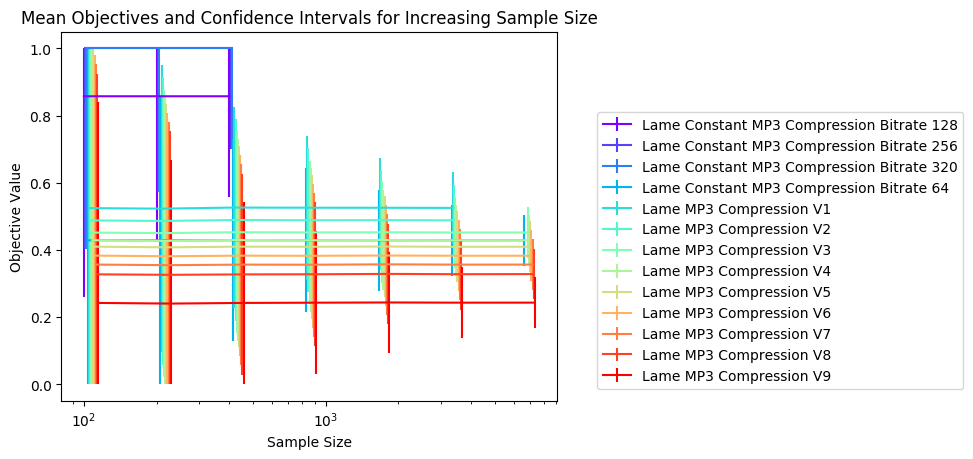 Mean Objectives and Confidence Intervals for Increasing Sample Size
1.0
0.8
0.6
0.4
0.2
0.0
Objective Value
10²
10³
Sample Size
Lame Constant MP3 Compression Bitrate 128
Lame Constant MP3 Compression Bitrate 256
Lame Constant MP3 Compression Bitrate 320
Lame Constant MP3 Compression Bitrate 64
Lame MP3 Compression V1
Lame MP3 Compression V2
Lame MP3 Compression V3
Lame MP3 Compression V4
Lame MP3 Compression V5
Lame MP3 Compression V6
Lame MP3 Compression V7
Lame MP3 Compression V8
Lame MP3 Compression V9